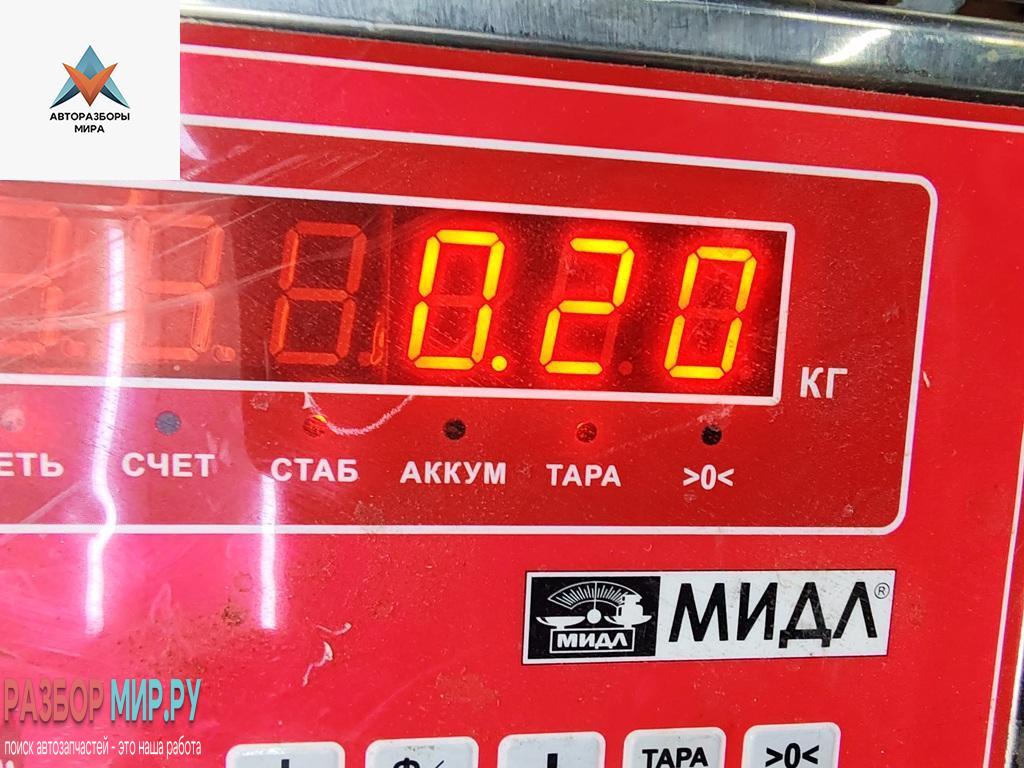 АВТОРАЗБОРЫ
МИРА
0.20
КГ
ЕТЬ СЧЕТ СТАБ АККУМ ТАРА >0<
МИДЛ МИДЛ®
РАЗБОР МИР.РУ
поиск автозапчастей - это наша работа
ТАРА >0<